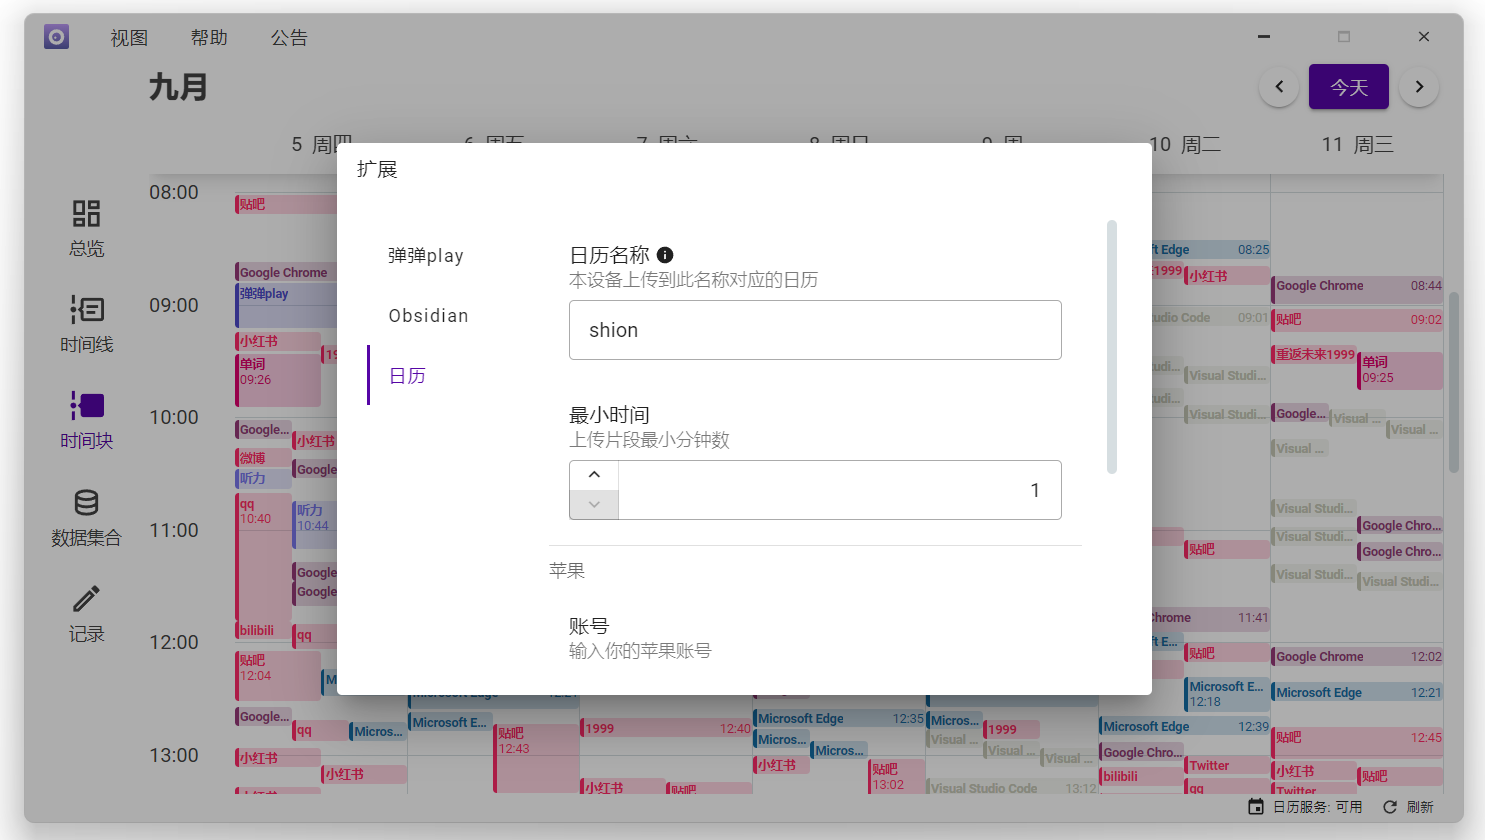 视图 帮助 公告
九月
今天
5 周四
6 周五
7 周六
8 周日
9 周
10 周二
11 周三
总览
时间线
时间块
数据集合
记录
08:00
09:00
10:00
11:00
12:00
13:00
贴吧
Google Chrome
弹弹play
小红书
19
单词
09:26
Google...
小红书
微博
Google
听力
qq
10:40
听力
10:44
Google
Google
bilibili
qq
贴吧
12:04
M
Google...
qq
Micros...
小红书
小红书
扩展
弹弹play
Obsidian
日历
日历名称
本设备上传到此名称对应的日历
shion
最小时间
上传片段最小分钟数
1
苹果
账号
输入你的苹果账号
Microsoft E...
贴吧
12:43
1999 12:40
小红书
贴吧
Microsoft Edge 12:35
Micros...
Micros...
小红书
贴吧
13:02
Micros...
1999
Visual ...
Visual ...
Visual ...
Visual Studio Code 13:12
ft Edge 08:25
1999
小红书
udio Code 09:01
udi...
Visual Studi...
udi...
Visual Studi...
贴吧
hrome 11:41
t E...
贴吧
Microsoft E...
12:18
Microsoft Edge 12:39
Google Chro...
Twitter
bilibili
qq
Google Chrome 08:44
贴吧 09:02
重返未来1999
单词
09:25
Google...
Visual ...
Visual ...
Visual ...
Visual Studi...
Google Chro...
Visual Studi...
Google Chro...
Visual Studi...
Visual Studi...
Google Chrome 12:02
Microsoft Edge 12:21
贴吧 12:45
小红书
贴吧
Twitter
日历服务: 可用 刷新